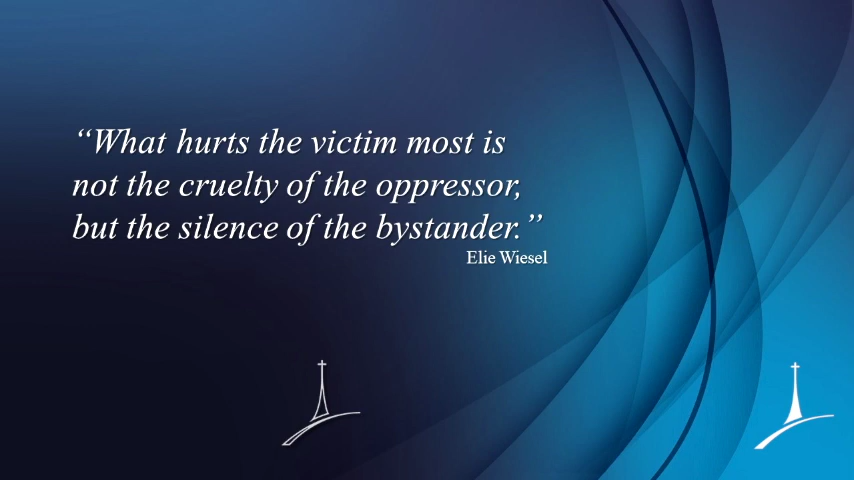 “What hurts the victim most is
not the cruelty of the oppressor,
but the silence of the bystander.”
Elie Wiesel